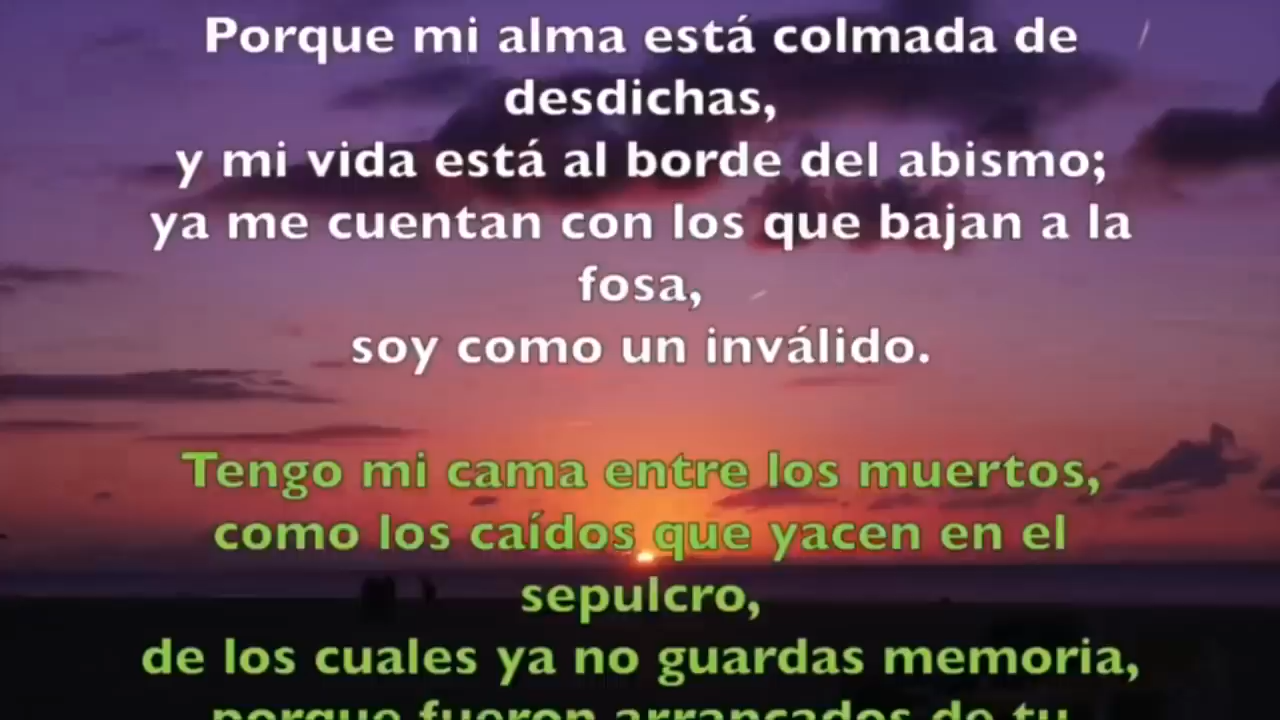 Porque mi alma está colmada de
desdichas,
y mi vida está al borde del abismo;
ya me cuentan con los que bajan a la
fosa,
soy como un inválido.
Tengo mi cama entre los muertos,
como los caídos que yacen en el
sepulcro,
de los cuales ya no guardas memoria,
porque fueron arrancados de tu